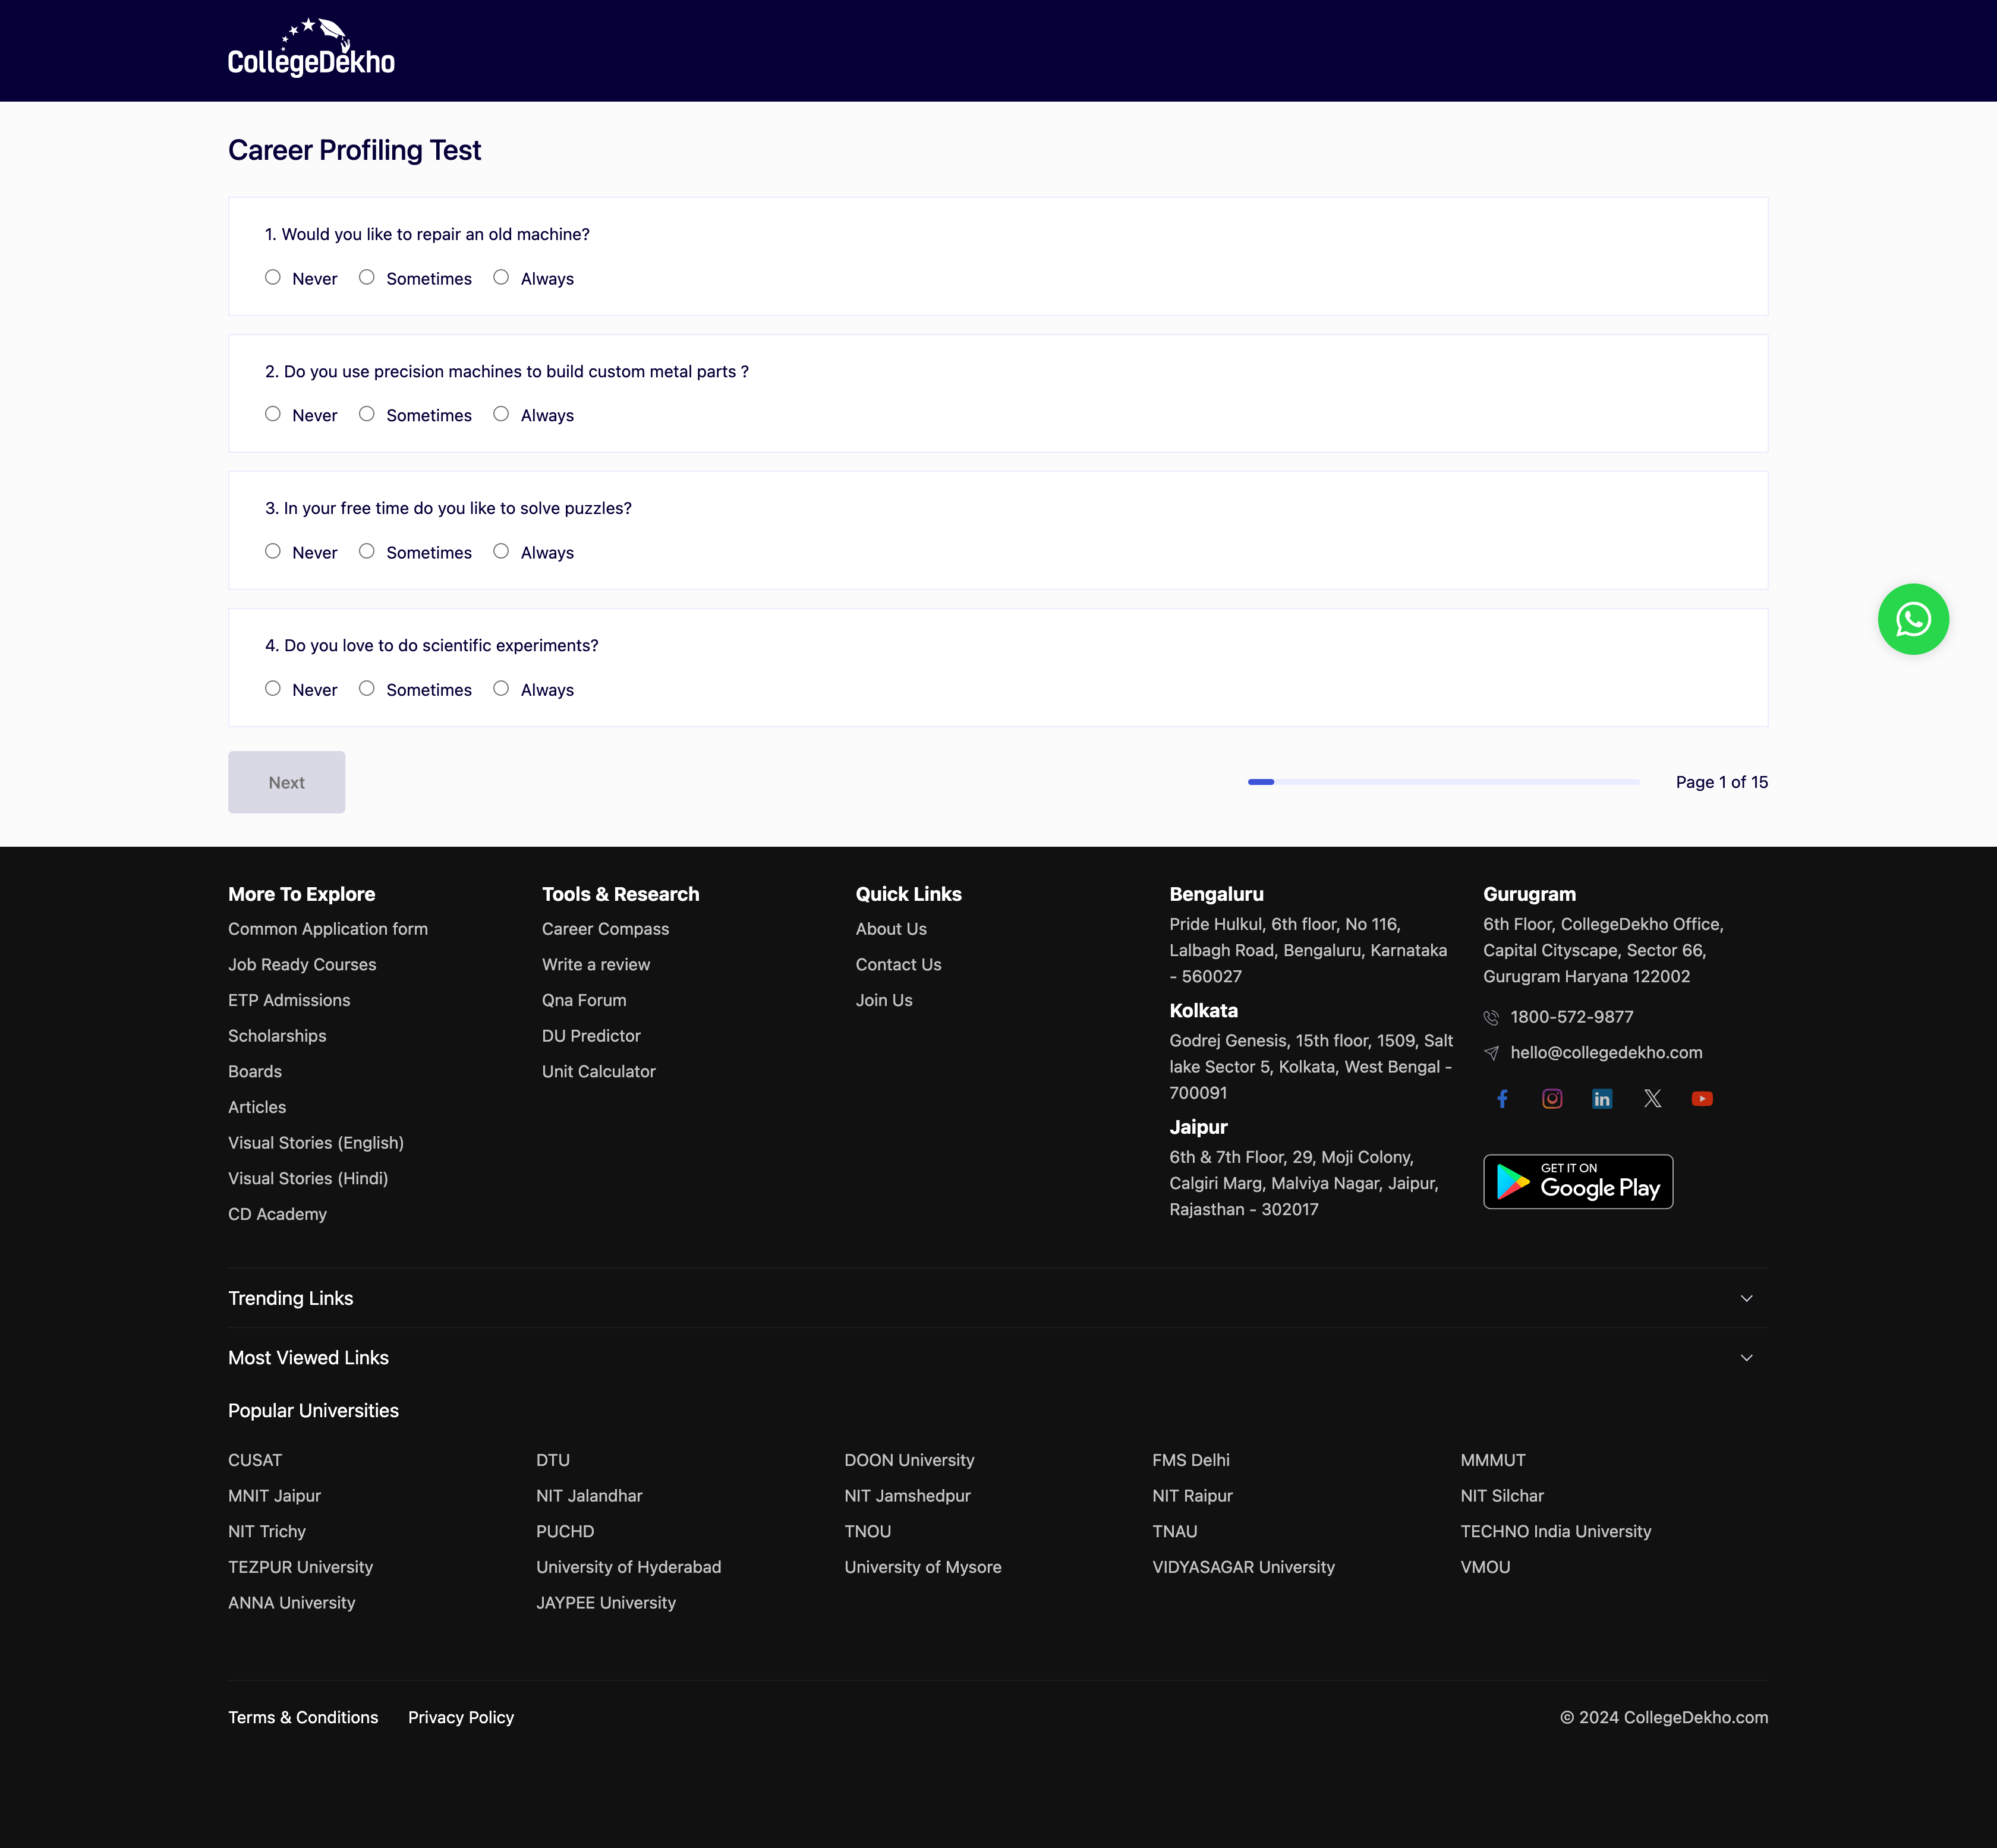 CollegeDekho
Career Profiling Test
1. Would you like to repair an old machine?
Never Sometimes Always
2. Do you use precision machines to build custom metal parts ?
Never Sometimes Always
3. In your free time do you like to solve puzzles?
Never Sometimes Always
4. Do you love to do scientific experiments?
Never Sometimes Always
Next
Page 1 of 15
More To Explore
Common Application form
Job Ready Courses
ETP Admissions
Scholarships
Boards
Articles
Visual Stories (English)
Visual Stories (Hindi)
CD Academy
Tools & Research
Career Compass
Write a review
Qna Forum
DU Predictor
Unit Calculator
Quick Links
About Us
Contact Us
Join Us
Bengaluru
Pride Hulkul, 6th floor, No 116,
Lalbagh Road, Bengaluru, Karnataka
- 560027
Kolkata
Godrej Genesis, 15th floor, 1509, Salt
lake Sector 5, Kolkata, West Bengal -
700091
Jaipur
6th & 7th Floor, 29, Moji Colony,
Calgiri Marg, Malviya Nagar, Jaipur,
Rajasthan - 302017
Gurugram
6th Floor, CollegeDekho Office,
Capital Cityscape, Sector 66,
Gurugram Haryana 122002
1800-572-9877
hello@collegedekho.com
GET IT ON
Google Play
Trending Links
Most Viewed Links
Popular Universities
CUSAT DTU DOON University FMS Delhi MMMUT
MNIT Jaipur NIT Jalandhar NIT Jamshedpur NIT Raipur NIT Silchar
NIT Trichy PUCHD TNOU TNAU TECHNO India University
TEZPUR University University of Hyderabad University of Mysore VIDYASAGAR University VMOU
ANNA University JAYPEE University
Terms & Conditions Privacy Policy © 2024 CollegeDekho.com